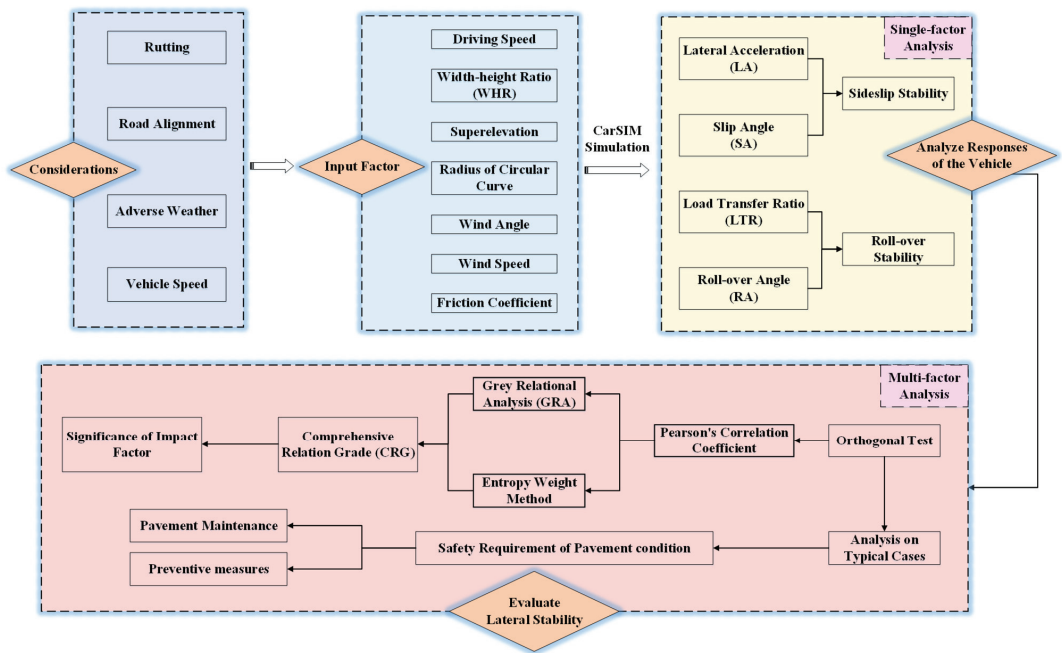 Considerations
Rutting
Road Alignment
Adverse Weather
Vehicle Speed
Input Factor
Driving Speed
Width-height Ratio
(WHR)
Superelevation
Radius of Circular
Curve
Wind Angle
Wind Speed
Friction Coefficient
CarSIM
Simulation
Single-factor
Analysis
Lateral Acceleration
(LA)
Slip Angle
(SA)
Sideslip Stability
Load Transfer Ratio
(LTR)
Roll-over Angle
(RA)
Roll-over
Stability
Analyze Responses
of the Vehicle
Multi-factor
Analysis
Orthogonal Test
Pearson's Correlation
Coefficient
Grey Relational
Analysis (GRA)
Entropy Weight
Method
Comprehensive
Relation Grade (CRG)
Significance of Impact
Factor
Analysis on
Typical Cases
Safety Requirement of Pavement condition
Pavement Maintenance
Preventive measures
Evaluate
Lateral Stability